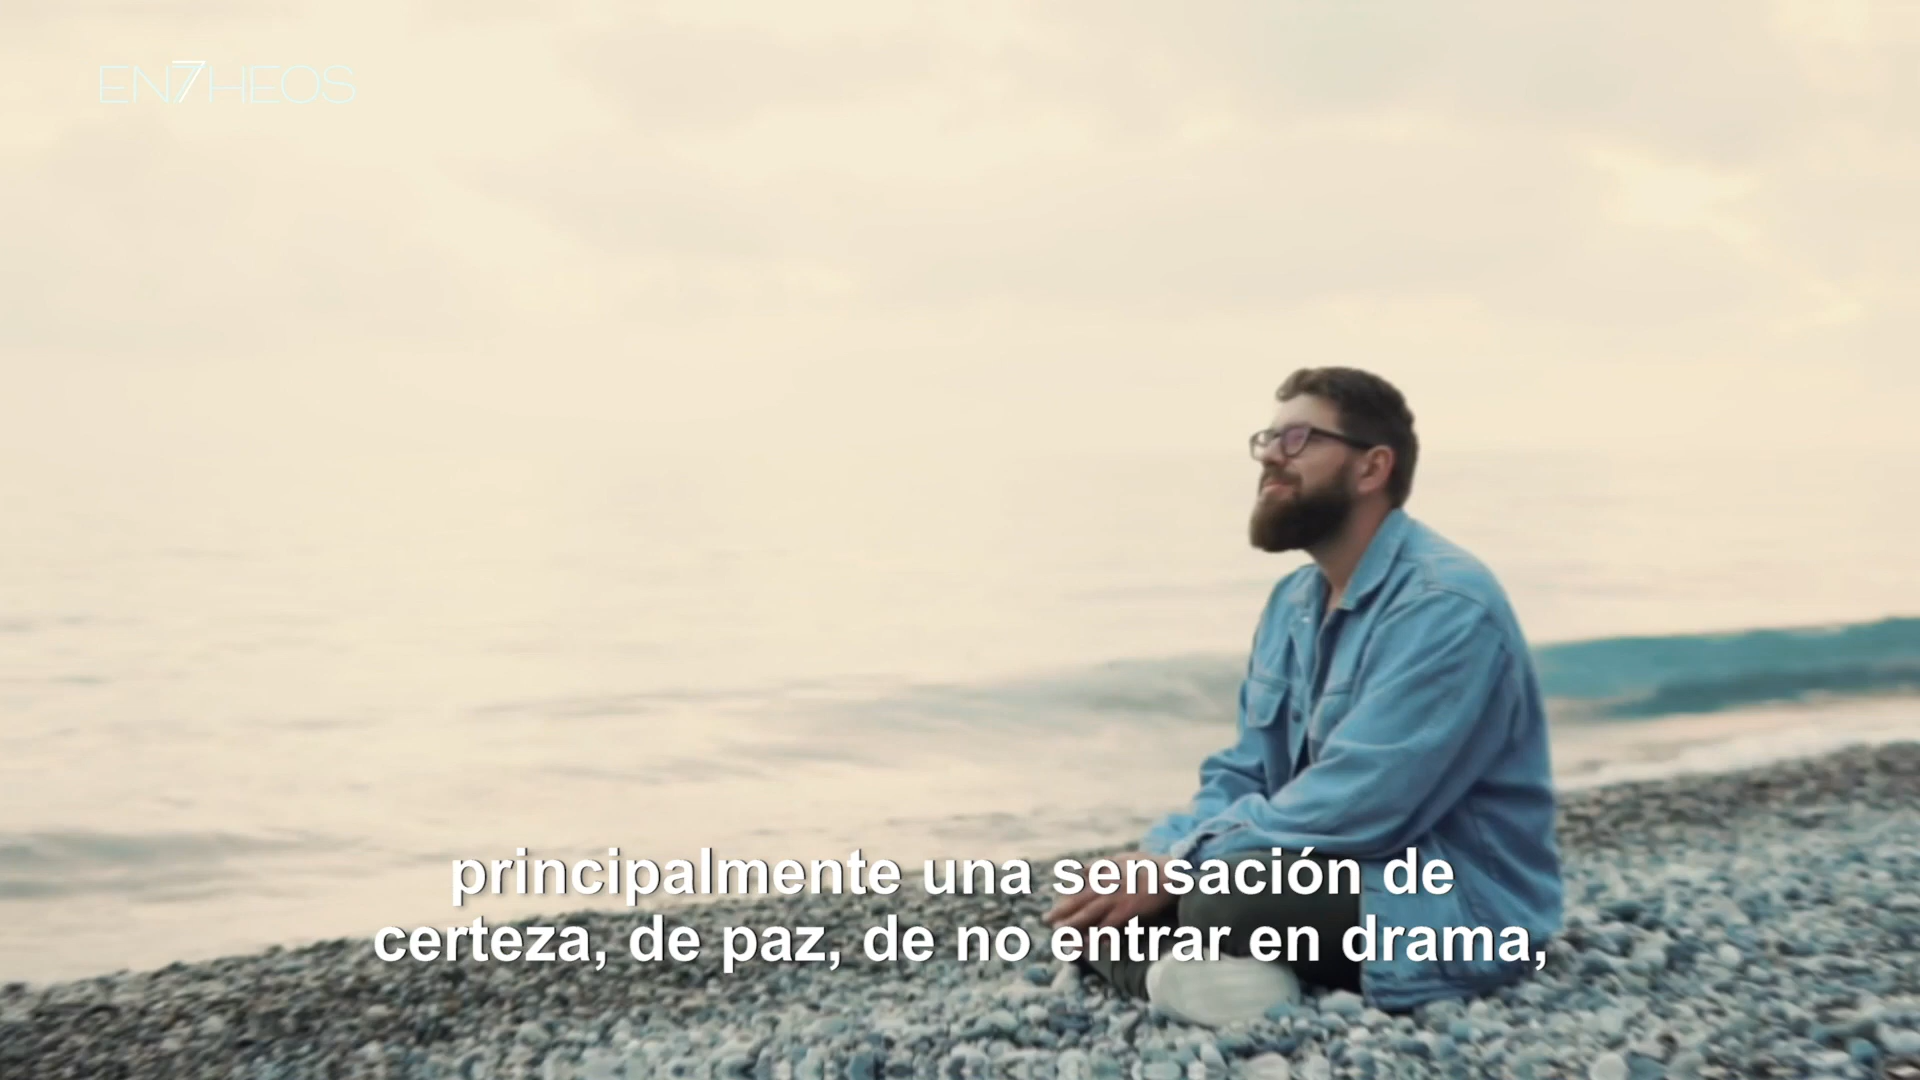 EN7HEOS
principalmente una sensación de
certeza, de paz, de no entrar en drama,